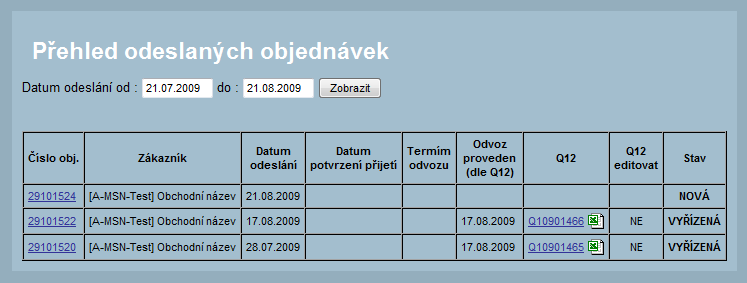 Přehled odeslaných objednávek
Datum odeslání od : 21.07.2009 do : 21.08.2009 Zobrazit
Číslo obj. Zákazník Datum odeslání Datum potvrzení přijetí Termím odvozu Odvoz proveden (dle Q12) Q12 Q12 editovat Stav
29101524 [A-MSN-Test] Obchodní název 21.08.2009 NOVÁ
29101522 [A-MSN-Test] Obchodní název 17.08.2009 17.08.2009 Q10901466 NE VYŘÍZENÁ
29101520 [A-MSN-Test] Obchodní název 28.07.2009 17.08.2009 Q10901465 NE VYŘÍZENÁ